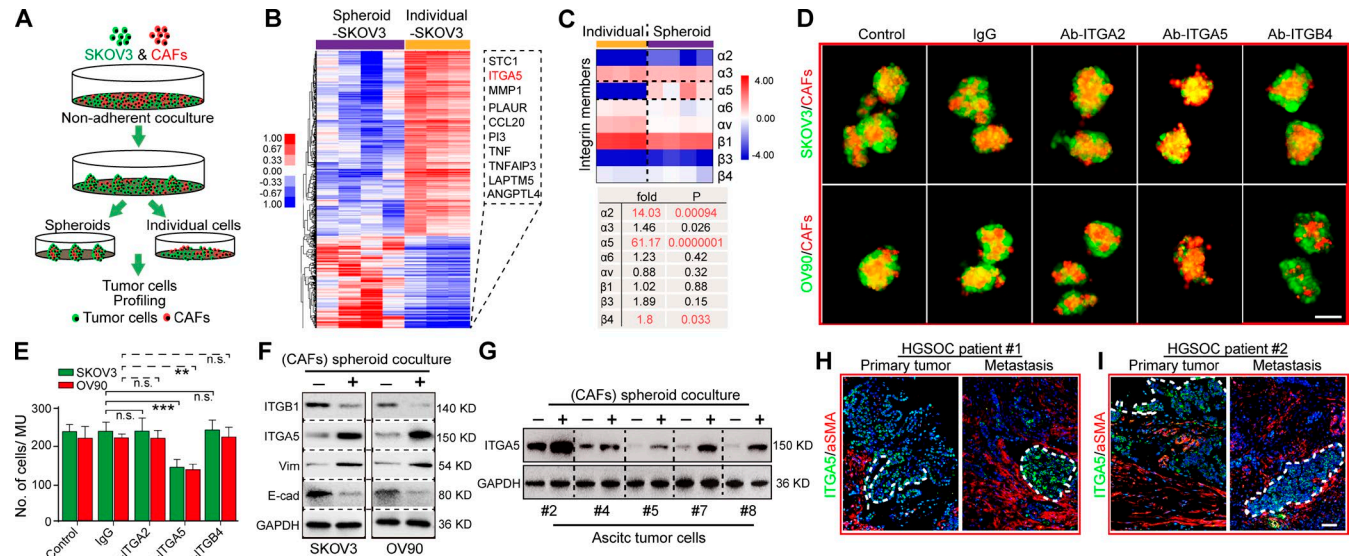 A
SKOV3 & CAFs
Non-adherent coculture
Spheroids
Individual cells
Tumor cells
Profiling
Tumor cells
CAFs
B
Spheroid
-SKOV3
Individual
-SKOV3
1.00
0.67
0.33
0.00
-0.33
-0.67
1.00
STC1
ITGA5
MMP1
PLAUR
CCL20
PI3
TNF
TNFAIP3
LAPTM5
ANGPTL4
C
Individual
Spheroid
Integrin members
α2
α3
α5
α6
αv
β1
β3
β4
4.00
0.00
-4.00
fold P
α2 14.03 0.00094
α3 1.46 0.026
α5 61.17 0.0000001
α6 1.23 0.42
αv 0.88 0.32
β1 1.02 0.88
β3 1.89 0.15
β4 1.8 0.033
D
Control IgG Ab-ITGA2 Ab-ITGA5 Ab-ITGB4
SKOV3/CAFs
OV90/CAFs
E
SKOV3
OV90
n.s.
**
n.s.
n.s.
***
n.s.
No. of cells/ MU
300
200
100
0
Control
IgG
ITGA2
ITGA5
ITGB4
F
(CAFs) spheroid coculture
– + – +
ITGB1 140 KD
ITGA5 150 KD
Vim 54 KD
E-cad 80 KD
GAPDH 36 KD
SKOV3 OV90
G
(CAFs) spheroid coculture
– + – + – + – + – +
ITGA5 150 KD
GAPDH 36 KD
#2 #4 #5 #7 #8
Ascitc tumor cells
H
HGSOC patient #1
Primary tumor Metastasis
ITGA5/aSMA
I
HGSOC patient #2
Primary tumor Metastasis
ITGA5/aSMA